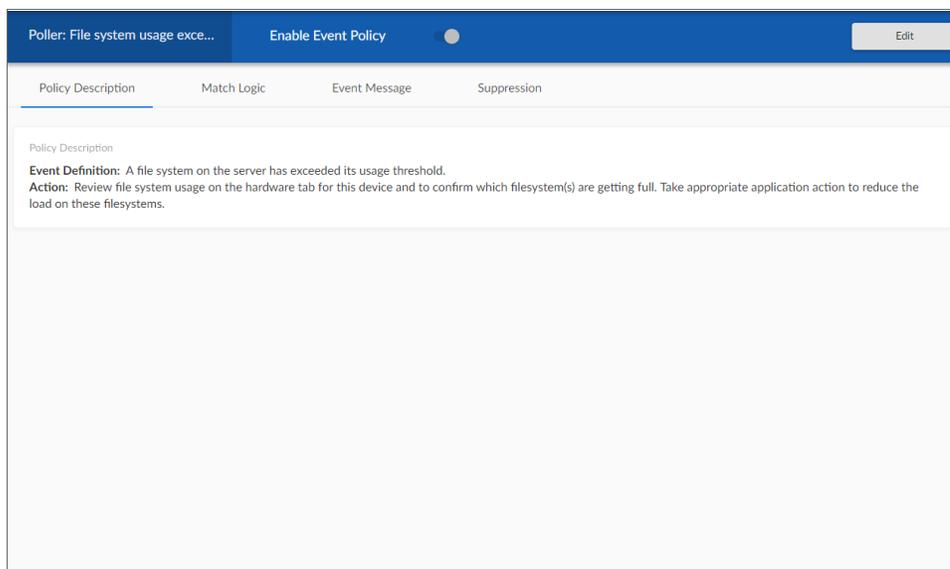 Poller: File system usage exce...
Enable Event Policy
Edit
Policy Description
Match Logic
Event Message
Suppression
Policy Description
Event Definition: A file system on the server has exceeded its usage threshold.
Action: Review file system usage on the hardware tab for this device and to confirm which filesystem(s) are getting full. Take appropriate application action to reduce the
load on these filesystems.